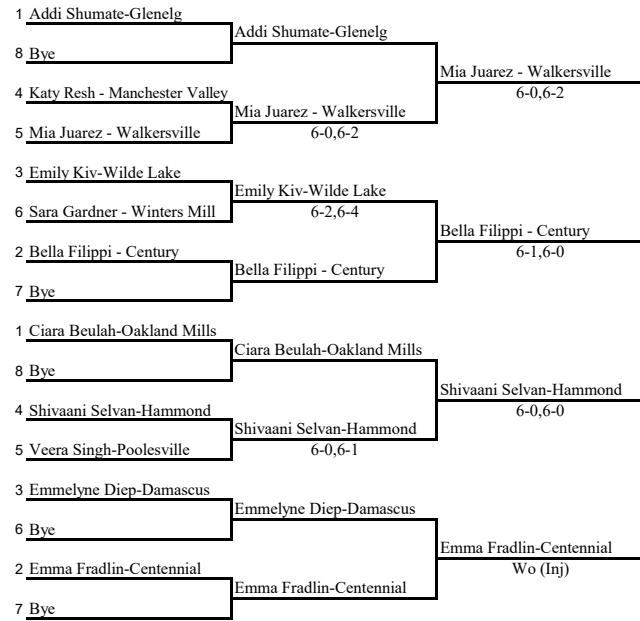 1 Addi Shumate-Glenelg
Addi Shumate-Glenelg
8 Bye
Mia Juarez - Walkersville
6-0,6-2
4 Katy Resh - Manchester Valley
Mia Juarez - Walkersville
6-0,6-2
5 Mia Juarez - Walkersville
3 Emily Kiv-Wilde Lake
Emily Kiv-Wilde Lake
6-2,6-4
6 Sara Gardner - Winters Mill
Bella Filippi - Century
6-1,6-0
2 Bella Filippi - Century
Bella Filippi - Century
7 Bye
1 Ciara Beulah-Oakland Mills
Ciara Beulah-Oakland Mills
8 Bye
Shivaani Selvan-Hammond
6-0,6-0
4 Shivaani Selvan-Hammond
Shivaani Selvan-Hammond
6-0,6-1
5 Veera Singh-Poolesville
3 Emmelyne Diep-Damascus
Emmelyne Diep-Damascus
6 Bye
Emma Fradlin-Centennial
Wo (Inj)
2 Emma Fradlin-Centennial
Emma Fradlin-Centennial
7 Bye